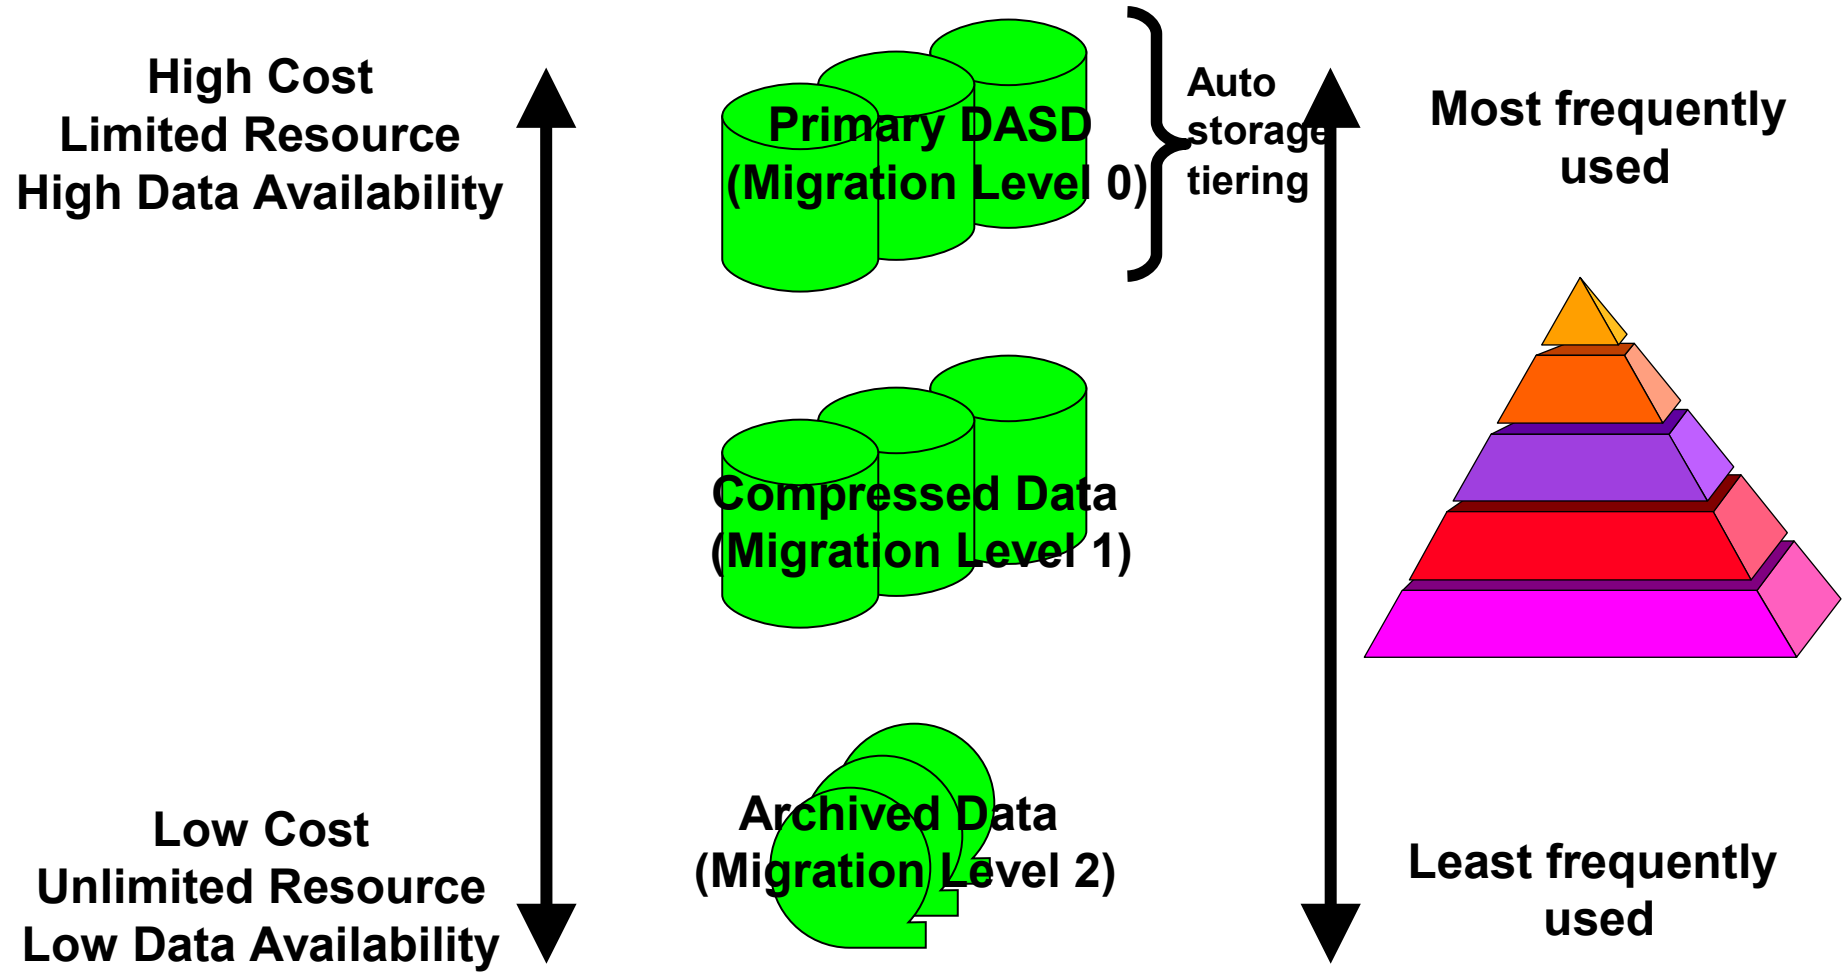 High Cost
Limited Resource
High Data Availability
Primary DASD
(Migration Level 0)
Auto
storage
tiering
Most frequently
used
Compressed Data
(Migration Level 1)
Low Cost
Unlimited Resource
Low Data Availability
Archived Data
(Migration Level 2)
Least frequently
used